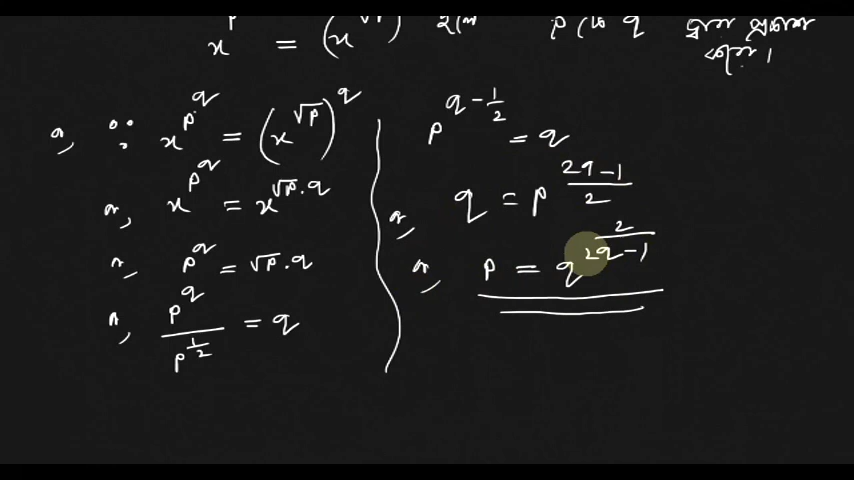 x^p = (x^√p) হলে p কে q দ্বারা প্রকাশ
করো।
∵ x^{p^q} = (x^{√p})^q
x^{p^q} = x^{√p·q}
p^q = √p·q
p^q / p^{1/2} = q
p^{q-1/2} = q
q = p^{(2q-1)/2}
p = q^{2/(2q-1)}